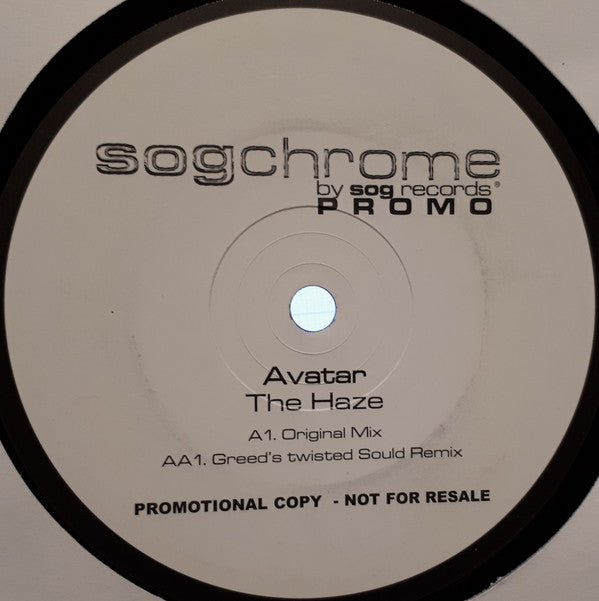 sogchrome
by sog records®
PROMO
Avatar
The Haze
A1. Original Mix
AA1. Greed's twisted Sould Remix
PROMOTIONAL COPY - NOT FOR RESALE